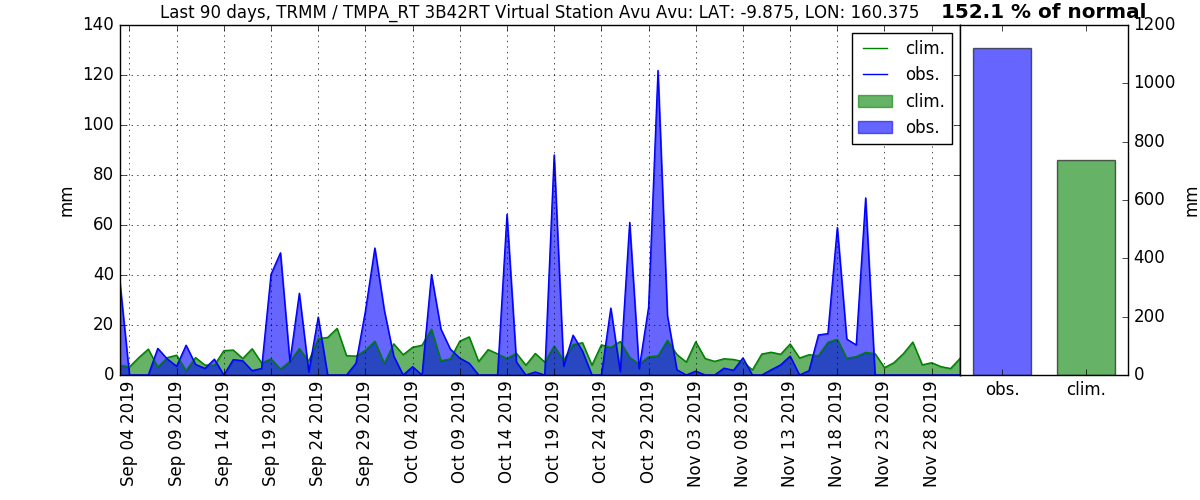 Last 90 days, TRMM / TMPA_RT 3B42RT Virtual Station Avu Avu: LAT: -9.875, LON: 160.375
152.1 % of normal
mm
140
120
100
80
60
40
20
0
clim.
obs.
clim.
obs.
Sep 04 2019
Sep 09 2019
Sep 14 2019
Sep 19 2019
Sep 24 2019
Sep 29 2019
Oct 04 2019
Oct 09 2019
Oct 14 2019
Oct 19 2019
Oct 24 2019
Oct 29 2019
Nov 03 2019
Nov 08 2019
Nov 13 2019
Nov 18 2019
Nov 23 2019
Nov 28 2019
1200
1000
800
600
400
200
0
mm
obs.
clim.